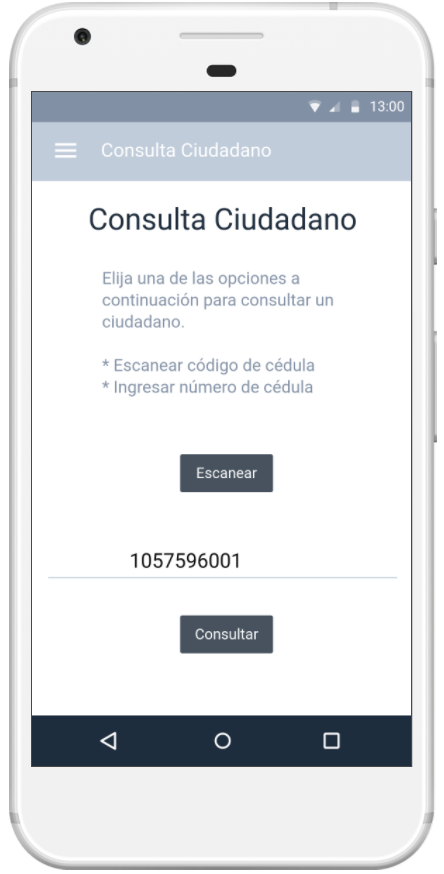 13:00
Consulta Ciudadano
Consulta Ciudadano
Elija una de las opciones a
continuación para consultar un
ciudadano.
* Escanear código de cédula
* Ingresar número de cédula
Escanear
1057596001
Consultar